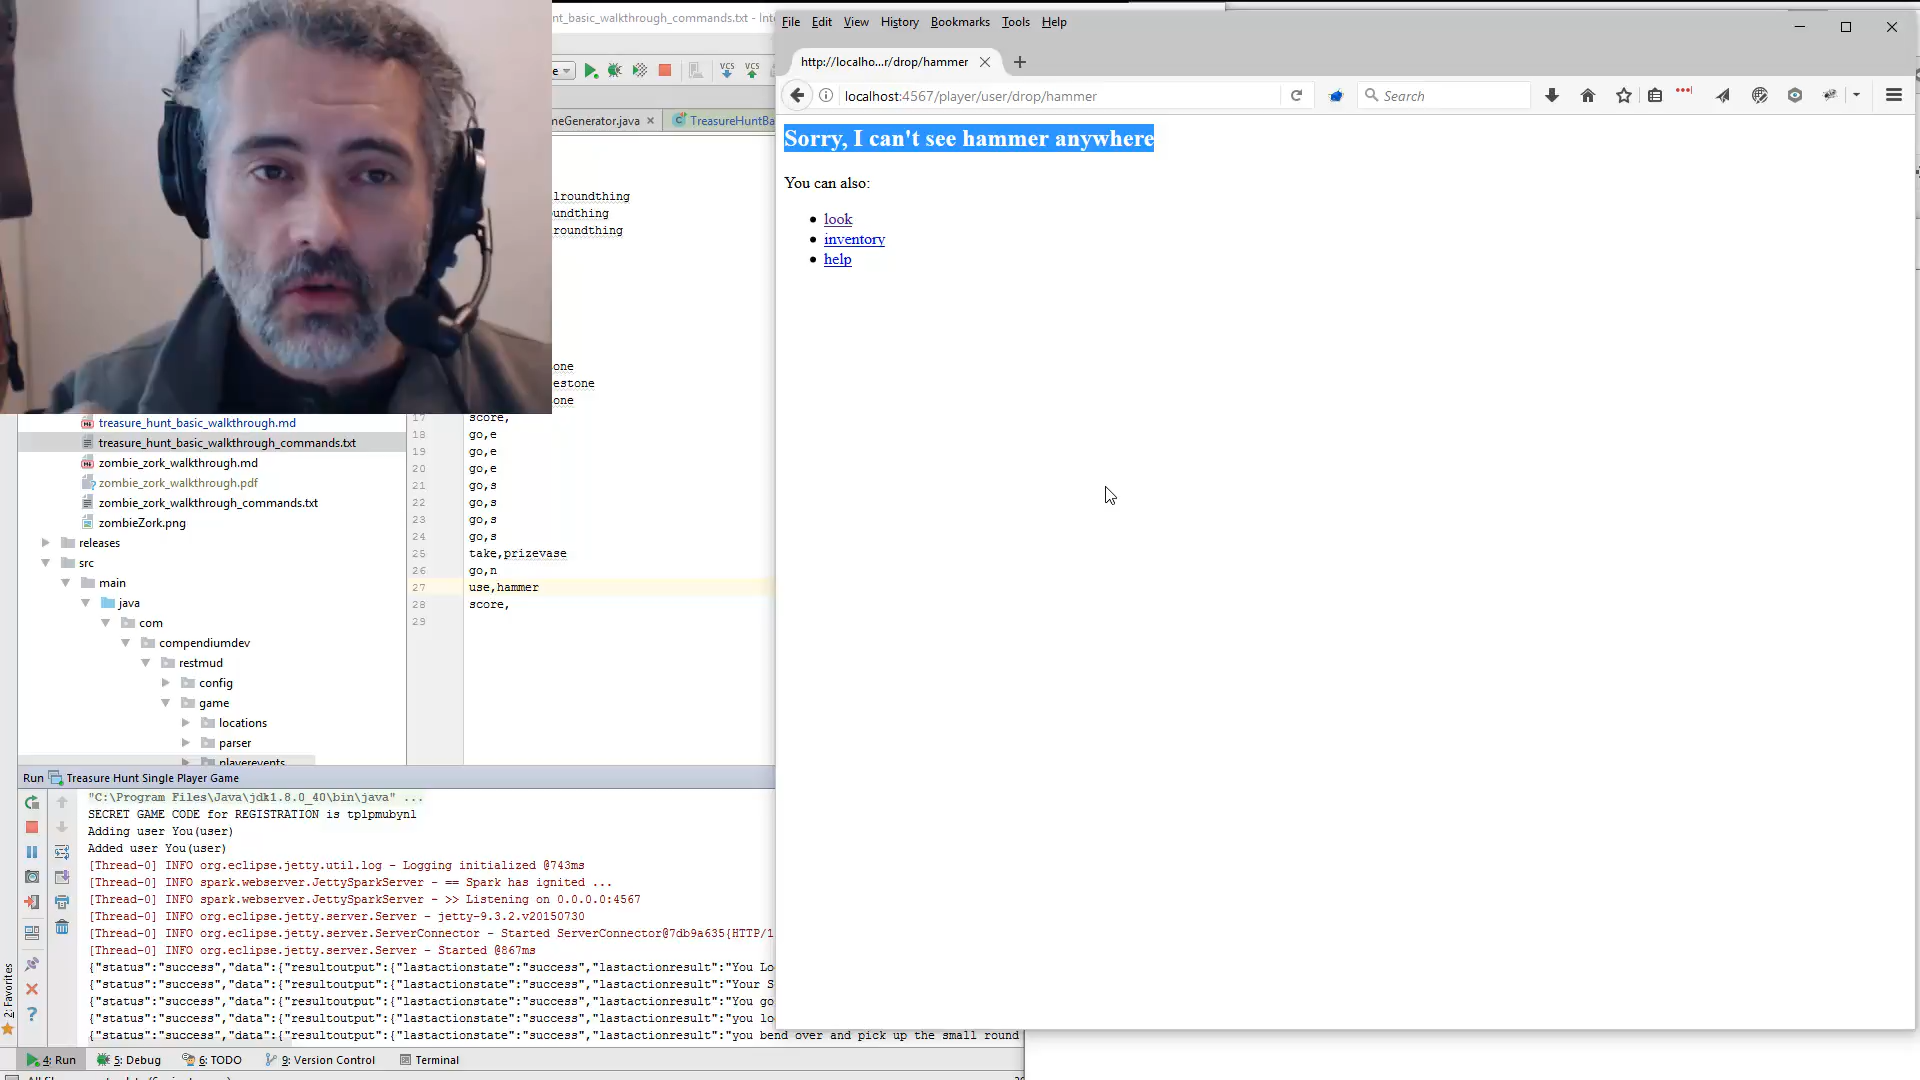 nt_basic_walkthrough_commands.txt - Inte
File Edit View History Bookmarks Tools Help
http://localho...r/drop/hammer
localhost:4567/player/user/drop/hammer
Search
Sorry, I can't see hammer anywhere
You can also:
look
inventory
help
e
VCS VCS
meGenerator.java
TreasureHuntBa
lroundthing
undthing
roundthing
one
estone
one
17 score,
18 go,e
19 go,e
20 go,e
21 go,s
22 go,s
23 go,s
24 go,s
25 take,prizevase
26 go,n
27 use,hammer
28 score,
29
treasure_hunt_basic_walkthrough.md
treasure_hunt_basic_walkthrough_commands.txt
zombie_zork_walkthrough.md
zombie_zork_walkthrough.pdf
zombie_zork_walkthrough_commands.txt
zombieZork.png
releases
src
main
java
com
compendiumdev
restmud
config
game
locations
parser
playerevents
Run Treasure Hunt Single Player Game
"C:\Program Files\Java\jdk1.8.0_40\bin\java" ...
SECRET GAME CODE for REGISTRATION is tplpmubynl
Adding user You(user)
Added user You(user)
[Thread-0] INFO org.eclipse.jetty.util.log - Logging initialized @743ms
[Thread-0] INFO spark.webserver.JettySparkServer - == Spark has ignited ...
[Thread-0] INFO spark.webserver.JettySparkServer - >> Listening on 0.0.0.0:4567
[Thread-0] INFO org.eclipse.jetty.server.Server - jetty-9.3.2.v20150730
[Thread-0] INFO org.eclipse.jetty.server.ServerConnector - Started ServerConnector@7db9a635{HTTP/1
[Thread-0] INFO org.eclipse.jetty.server.Server - Started @867ms
{"status":"success","data":{"resultoutput":{"lastactionstate":"success","lastactionresult":"You Lo
{"status":"success","data":{"resultoutput":{"lastactionstate":"success","lastactionresult":"Your S
{"status":"success","data":{"resultoutput":{"lastactionstate":"success","lastactionresult":"You go
{"status":"success","data":{"resultoutput":{"lastactionstate":"success","lastactionresult":"you lo
{"status":"success","data":{"resultoutput":{"lastactionstate":"success","lastactionresult":"you bend over and pick up the small round
2: Favorites
4: Run 5: Debug 6: TODO 9: Version Control Terminal